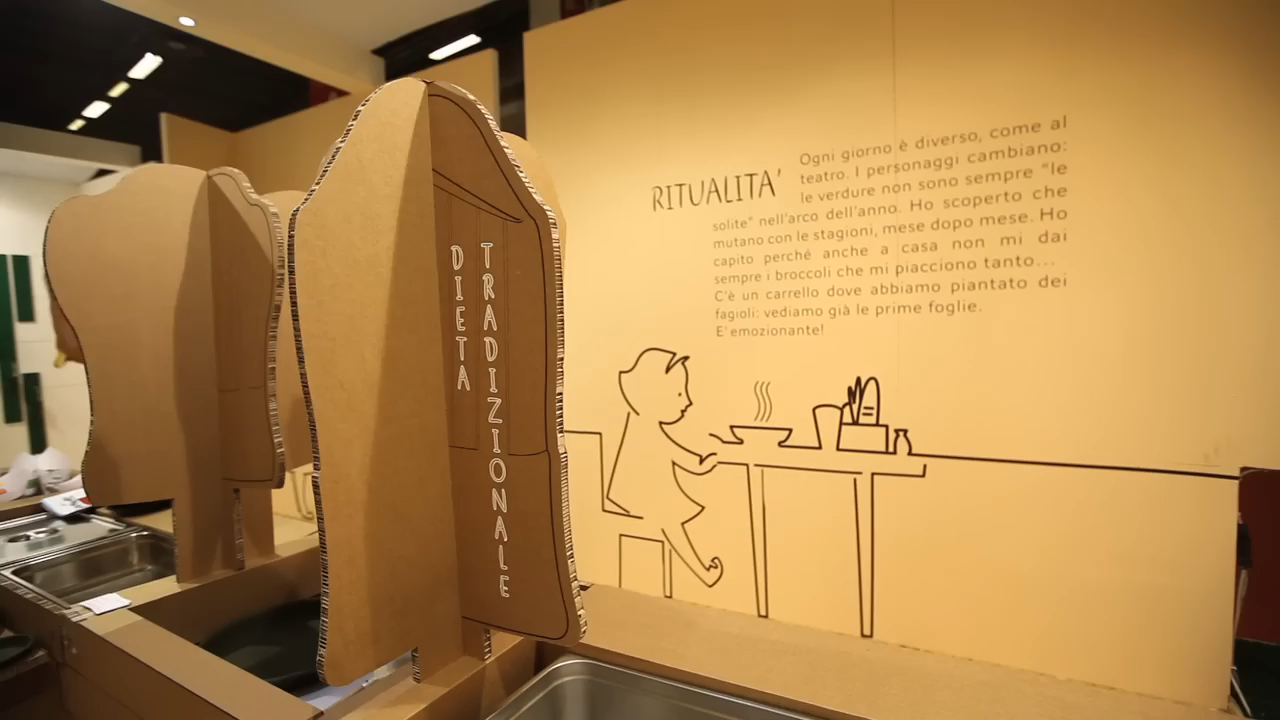 DIETA
TRADIZIONALE
RITUALITA'
Ogni giorno è diverso, come al
teatro. I personaggi cambiano:
le verdure non sono sempre "le
solite" nell'arco dell'anno. Ho scoperto che
mutano con le stagioni, mese dopo mese. Ho
capito perché anche a casa non mi dai
sempre i broccoli che mi piacciono tanto...
C'è un carrello dove abbiamo piantato dei
fagioli: vediamo già le prime foglie.
E' emozionante!